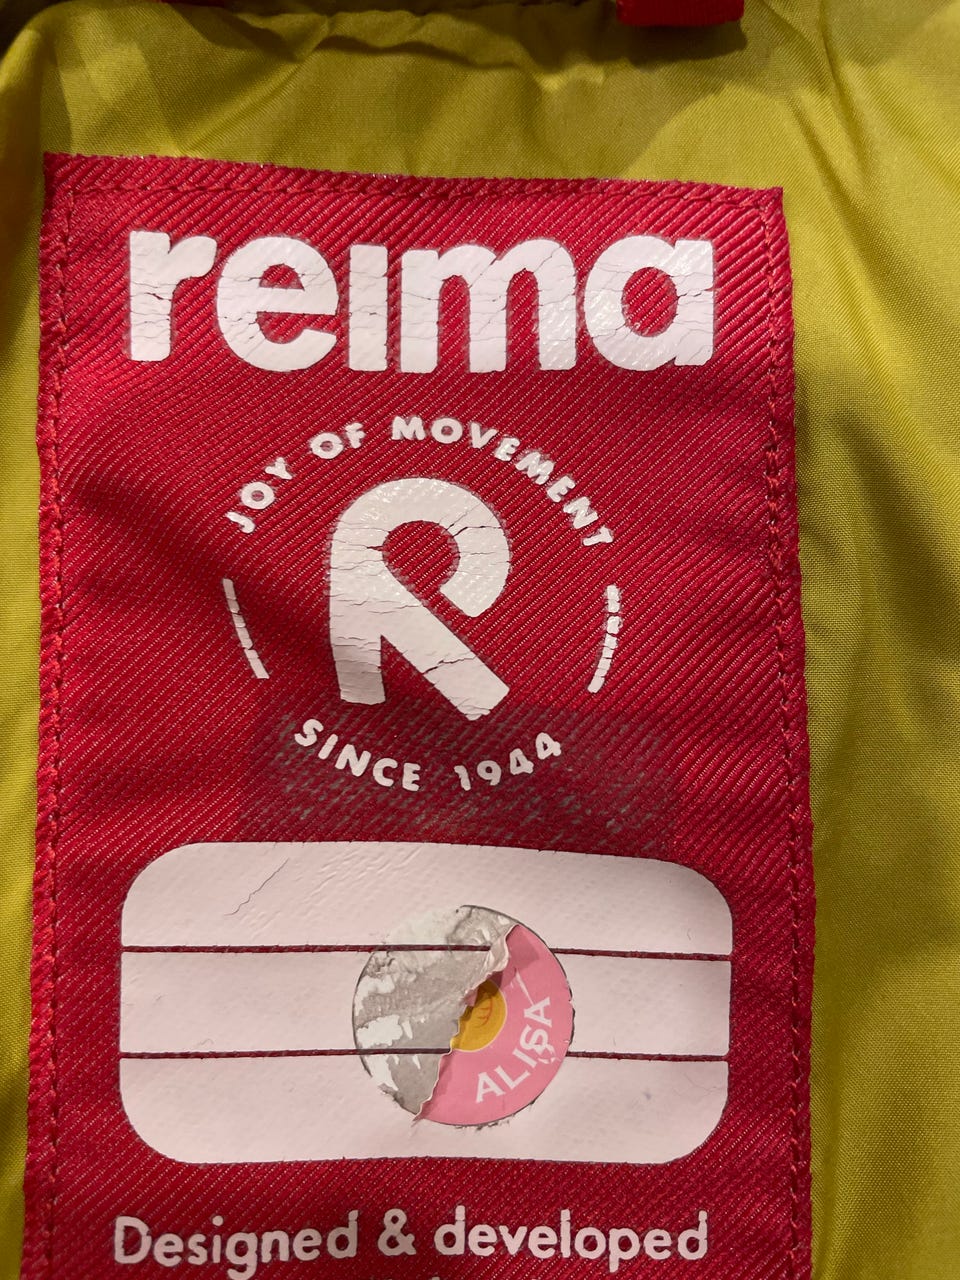 reima
JOY OF MOVEMENT
R
SINCE 1944
ALISA
Designed & developed